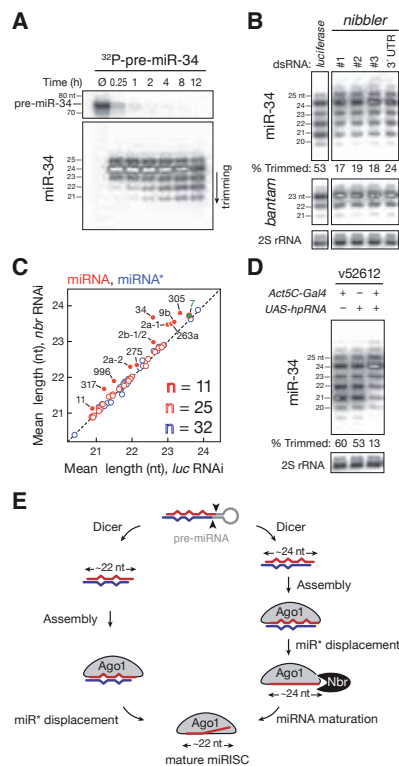 A
32P-pre-miR-34
Time (h) Ø 0.25 1 2 4 8 12
pre-miR-34
80 nt
70
miR-34
25
24
23
22
21
trimming
B
luciferase
nibbler
dsRNA: #1 #2 #3 3' UTR
miR-34
25 nt
24
23
22
21
20
19
% Trimmed: 53 17 19 18 24
bantam
23 nt
22
2S rRNA
C
miRNA, miRNA*
Mean length (nt), nbr RNAi
24
23
22
21
305
34
9b
7
2a-1
263a
2b-1/2
275
2a-2
996
317
11
n = 11
n = 25
n = 32
21 22 23 24
Mean length (nt), luc RNAi
D
v52612
Act5C-Gal4 + − +
UAS-hpRNA − + +
miR-34
25 nt
24
23
22
21
20
19
% Trimmed: 60 53 13
2S rRNA
E
pre-miRNA
Dicer
Dicer
~22 nt
~24 nt
Assembly
Assembly
Ago1
Ago1
miR* displacement
miR* displacement
Ago1
Nbr
~24 nt
miRNA maturation
Ago1
~22 nt
mature miRISC